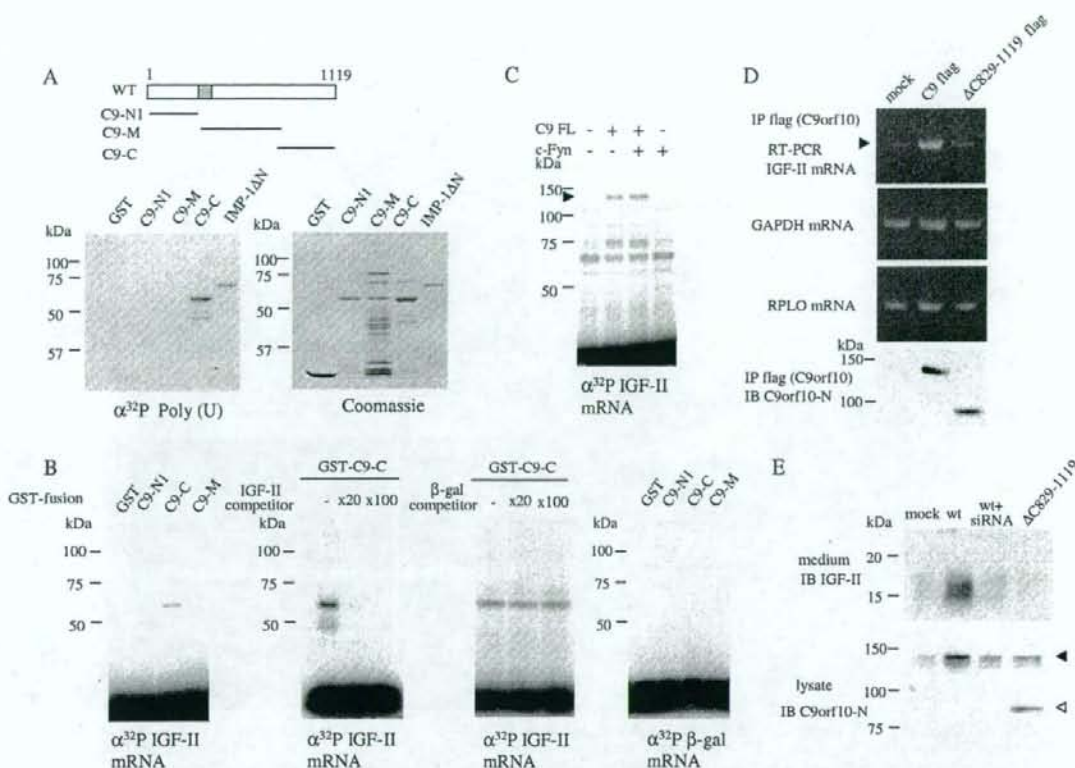 A
1 1119
WT
C9-N1
C9-M
C9-C
GST C9-N1 C9-M C9-C IMP-1ΔN
kDa
100
75
50
57
α³²P Poly (U)
GST C9-N1 C9-M C9-C IMP-1ΔN
kDa
100
75
50
57
Coomassie
C
C9 FL - + + -
c-Fyn - - + +
kDa
150
100
75
50
α³²P IGF-II
mRNA
D
mock C9 flag ΔC829-1119 flag
IP flag (C9orf10)
RT-PCR
IGF-II mRNA
GAPDH mRNA
RPLO mRNA
kDa
150
IP flag (C9orf10)
IB C9orf10-N
100
B
GST-fusion
GST C9-N1 C9-C C9-M
kDa
100
75
50
α³²P IGF-II
mRNA
GST-C9-C
IGF-II
competitor
- x20 x100
kDa
100
75
50
α³²P IGF-II
mRNA
GST-C9-C
β-gal
competitor
- x20 x100
kDa
100
75
50
α³²P IGF-II
mRNA
GST C9-N1 C9-C C9-M
kDa
100
75
50
α³²P β-gal
mRNA
E
mock wt wt+
siRNA ΔC829-1119
kDa
20
medium
IB IGF-II
15
150
lysate
100
IB C9orf10-N
75